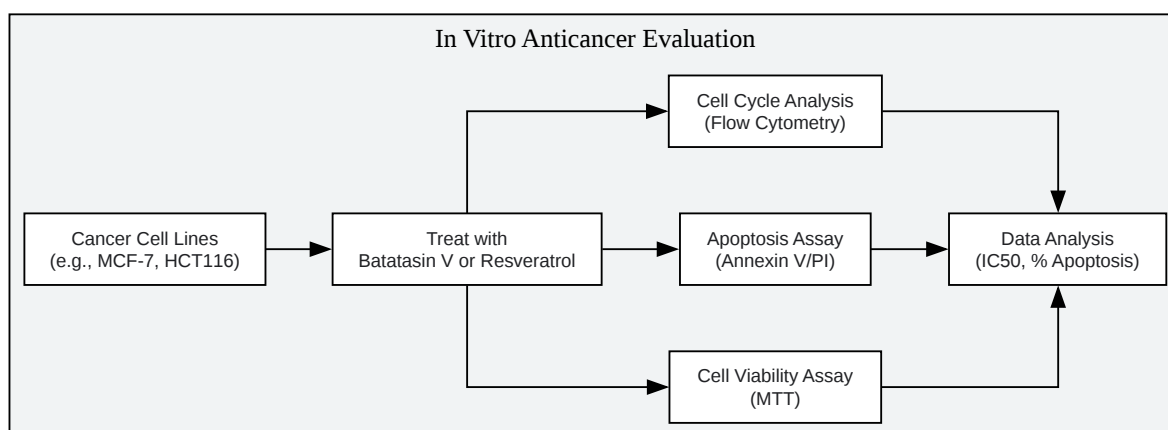 In Vitro Anticancer Evaluation
Cell Cycle Analysis
(Flow Cytometry)
Cancer Cell Lines
(e.g., MCF-7, HCT116)
Treat with
Batatasin V or Resveratrol
Apoptosis Assay
(Annexin V/PI)
Data Analysis
(IC50, % Apoptosis)
Cell Viability Assay
(MTT)